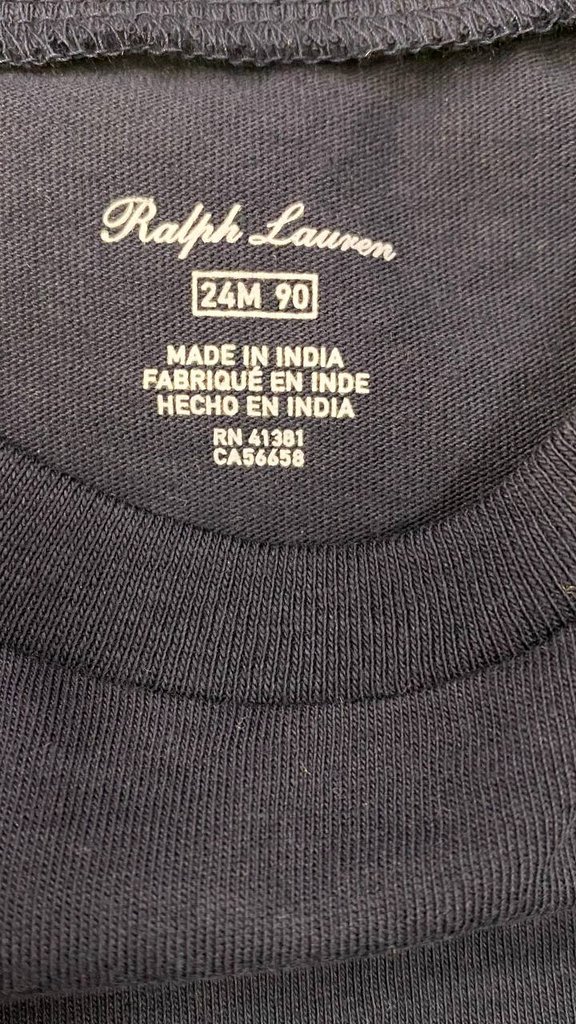 Ralph Lauren
24M 90
MADE IN INDIA
FABRIQUÉ EN INDE
HECHO EN INDIA
RN 41381
CA56658